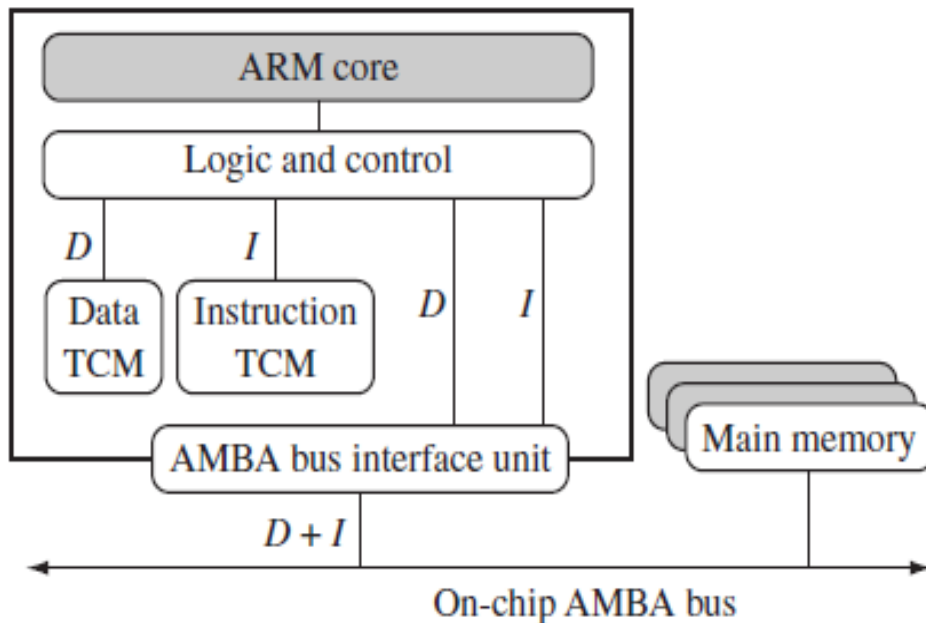 ARM core
Logic and control
D
I
D
I
Data
TCM
Instruction
TCM
Main memory
AMBA bus interface unit
D + I
On-chip AMBA bus